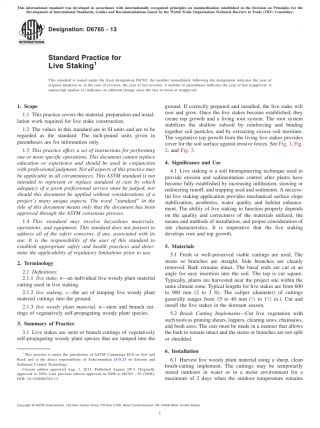 This international standard was developed in accordance with internationally recognized principles on standardization established in the Decision on Principles for the
Development of International Standards, Guides and Recommendations issued by the World Trade Organization Technical Barriers to Trade (TBT) Committee.
Designation: D6765 − 13
Standard Practice for
Live Staking1
This standard is issued under the fixed designation D6765; the number immediately following the designation indicates the year of
original adoption or, in the case of revision, the year of last revision. A number in parentheses indicates the year of last reapproval. A
superscript epsilon (ε) indicates an editorial change since the last revision or reapproval.
1. Scope
1.1 This practice covers the material, preparation and instal-
lation work required for live stake construction.
1.2 The values in this standard are in SI units and are to be
regarded as the standard. The inch-pound units given in
parentheses are for information only.
1.3 This practice offers a set of instructions for performing
one or more specific operations. This document cannot replace
education or experience and should be used in conjunction
with professional judgment. Not all aspects of this practice may
be applicable in all circumstances. This ASTM standard is not
intended to represent or replace standard of care by which
adequacy of a given professional service must be judged, nor
should this document be applied without considerations of a
project's many unique aspects. The word "standard" in the
title of this document means only that the document has been
approved through the ASTM consensus process.
1.4 This standard may involve hazardous materials,
operations, and equipment. This standard does not purport to
address all of the safety concerns, if any, associated with its
use. It is the responsibility of the user of this standard to
establish appropriate safety and health practices and deter-
mine the applicability of regulatory limitations prior to use.
2. Terminology
2.1 Definitions:
2.1.1 live stake, n—an individual live woody plant material
cutting used in live staking.
2.1.2 live staking, v—the act of tamping live woody plant
material cuttings into the ground.
2.1.3 live woody plant material, n—stem and branch cut-
tings of vegetatively self-propagating woody plant species.
3. Summary of Practice
3.1 Live stakes are stem or branch cuttings of vegetatively
self-propagating woody plant species that are tamped into the
1 This practice is under the jurisdiction of ASTM Committee D18 on Soil and
Rock and is the direct responsibility of Subcommittee D18.25 on Erosion and
Sediment Control Technology.
Current edition approved Aug. 1, 2013. Published August 2013. Originally
approved in 2002. Last previous edition approved in 2008 as D6765 – 02 (2008).
DOI: 10.1520/D6765-13
ground. If correctly prepared and installed, the live stake will
root and grow. Once the live stakes become established, they
create top growth and a living root system. The root system
stabilizes the shallow subsoil by reinforcing and binding
together soil particles, and by extracting excess soil moisture.
The vegetative top growth from the living live stakes provides
cover for the soil surface against erosive forces. See Fig. 1, Fig.
2, and Fig. 3.
4. Significance and Use
4.1 Live staking is a soil bioengineering technique used to
provide erosion and sedimentation control after plants have
become fully established by increasing infiltration, slowing or
redirecting runoff, and trapping seed and sediments. A success-
ful live staking application provides mechanical surface slope
stabilization, aesthetics, water quality and habitat enhance-
ment. The ability of live staking to function properly depends
on the quality and correctness of the materials utilized, the
means and methods of installation, and proper consideration of
site characteristics. It is imperative that the live staking
develops root and top growth.
5. Materials
5.1 Fresh or well-preserved viable cuttings are used. The
stems or branches are straight. Side branches are cleanly
removed. Bark remains intact. The basal ends are cut at an
angle for easy insertion into the soil. The top is cut square.
Typically, plants are harvested near the project site within the
same climate zone. Typical lengths for live stakes are from 600
to 900 mm (2 to 3 ft). The caliper (diameter) of cuttings
generally ranges from 15 to 40 mm (½ to 1½ in.). Cut and
install the live stakes in the dormant season.
5.2 Brush Cutting Implements—Cut live vegetation with
such tools as pruning shears, loppers, clearing saws, chainsaws,
and bush axes. The cuts must be made in a manner that allows
the bark to remain intact and the stems or branches are not split
or shredded.
6. Installation
6.1 Harvest live woody plant material using a sharp, clean
brush-cutting implement. The cuttings may be temporarily
stored outdoors in water or in a moist environment for a
maximum of 2 days when the outdoor temperature remains
Copyright © ASTM International, 100 Barr Harbor Drive, PO Box C700, West Conshohocken, PA 19428-2959. United States
1